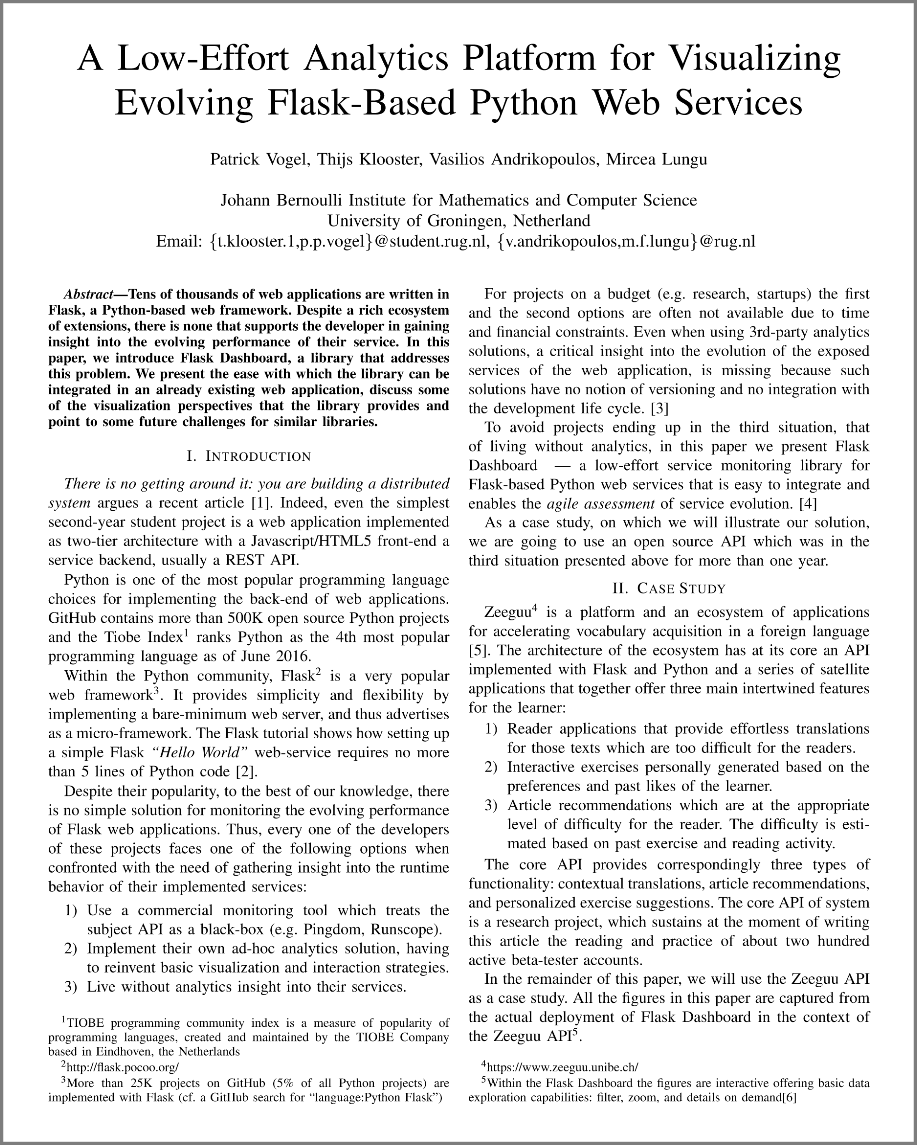 A Low-Effort Analytics Platform for Visualizing
Evolving Flask-Based Python Web Services
Patrick Vogel, Thijs Klooster, Vasilios Andrikopoulos, Mircea Lungu
Johann Bernoulli Institute for Mathematics and Computer Science
University of Groningen, Netherland
Email: {t.klooster.1,p.p.vogel}@student.rug.nl, {v.andrikopoulos,m.f.lungu}@rug.nl
Abstract—Tens of thousands of web applications are written in
Flask, a Python-based web framework. Despite a rich ecosystem
of extensions, there is none that supports the developer in gaining
insight into the evolving performance of their service. In this
paper, we introduce Flask Dashboard, a library that addresses
this problem. We present the ease with which the library can be
integrated in an already existing web application, discuss some
of the visualization perspectives that the library provides and
point to some future challenges for similar libraries.
I. INTRODUCTION
There is no getting around it: you are building a distributed
system argues a recent article [1]. Indeed, even the simplest
second-year student project is a web application implemented
as two-tier architecture with a Javascript/HTML5 front-end a
service backend, usually a REST API.
Python is one of the most popular programming language
choices for implementing the back-end of web applications.
GitHub contains more than 500K open source Python projects
and the Tiobe Index1 ranks Python as the 4th most popular
programming language as of June 2016.
Within the Python community, Flask2 is a very popular
web framework3. It provides simplicity and flexibility by
implementing a bare-minimum web server, and thus advertises
as a micro-framework. The Flask tutorial shows how setting up
a simple Flask “Hello World” web-service requires no more
than 5 lines of Python code [2].
Despite their popularity, to the best of our knowledge, there
is no simple solution for monitoring the evolving performance
of Flask web applications. Thus, every one of the developers
of these projects faces one of the following options when
confronted with the need of gathering insight into the runtime
behavior of their implemented services:
1) Use a commercial monitoring tool which treats the
subject API as a black-box (e.g. Pingdom, Runscope).
2) Implement their own ad-hoc analytics solution, having
to reinvent basic visualization and interaction strategies.
3) Live without analytics insight into their services.
1TIOBE programming community index is a measure of popularity of
programming languages, created and maintained by the TIOBE Company
based in Eindhoven, the Netherlands
2http://flask.pocoo.org/
3More than 25K projects on GitHub (5% of all Python projects) are
implemented with Flask (cf. a GitHub search for “language:Python Flask”)
For projects on a budget (e.g. research, startups) the first
and the second options are often not available due to time
and financial constraints. Even when using 3rd-party analytics
solutions, a critical insight into the evolution of the exposed
services of the web application, is missing because such
solutions have no notion of versioning and no integration with
the development life cycle. [3]
To avoid projects ending up in the third situation, that
of living without analytics, in this paper we present Flask
Dashboard — a low-effort service monitoring library for
Flask-based Python web services that is easy to integrate and
enables the agile assessment of service evolution. [4]
As a case study, on which we will illustrate our solution,
we are going to use an open source API which was in the
third situation presented above for more than one year.
II. CASE STUDY
Zeeguu4 is a platform and an ecosystem of applications
for accelerating vocabulary acquisition in a foreign language
[5]. The architecture of the ecosystem has at its core an API
implemented with Flask and Python and a series of satellite
applications that together offer three main intertwined features
for the learner:
1) Reader applications that provide effortless translations
for those texts which are too difficult for the readers.
2) Interactive exercises personally generated based on the
preferences and past likes of the learner.
3) Article recommendations which are at the appropriate
level of difficulty for the reader. The difficulty is esti-
mated based on past exercise and reading activity.
The core API provides correspondingly three types of
functionality: contextual translations, article recommendations,
and personalized exercise suggestions. The core API of system
is a research project, which sustains at the moment of writing
this article the reading and practice of about two hundred
active beta-tester accounts.
In the remainder of this paper, we will use the Zeeguu API
as a case study. All the figures in this paper are captured from
the actual deployment of Flask Dashboard in the context of
the Zeeguu API5.
4https://www.zeeguu.unibe.ch/
5Within the Flask Dashboard the figures are interactive offering basic data
exploration capabilities: filter, zoom, and details on demand[6]